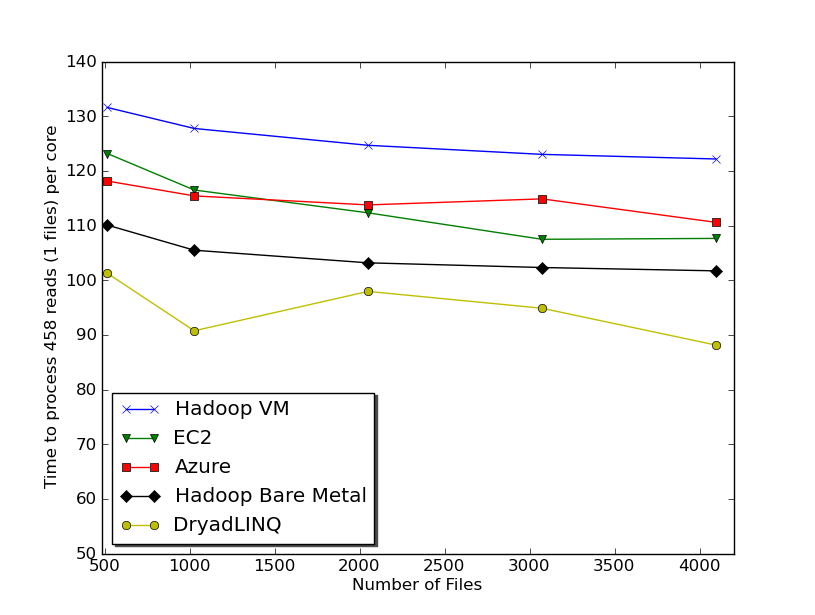 140
130
120
110
100
90
80
70
60
50
Time to process 458 reads (1 files) per core
Hadoop VM
EC2
Azure
Hadoop Bare Metal
DryadLINQ
500 1000 1500 2000 2500 3000 3500 4000
Number of Files